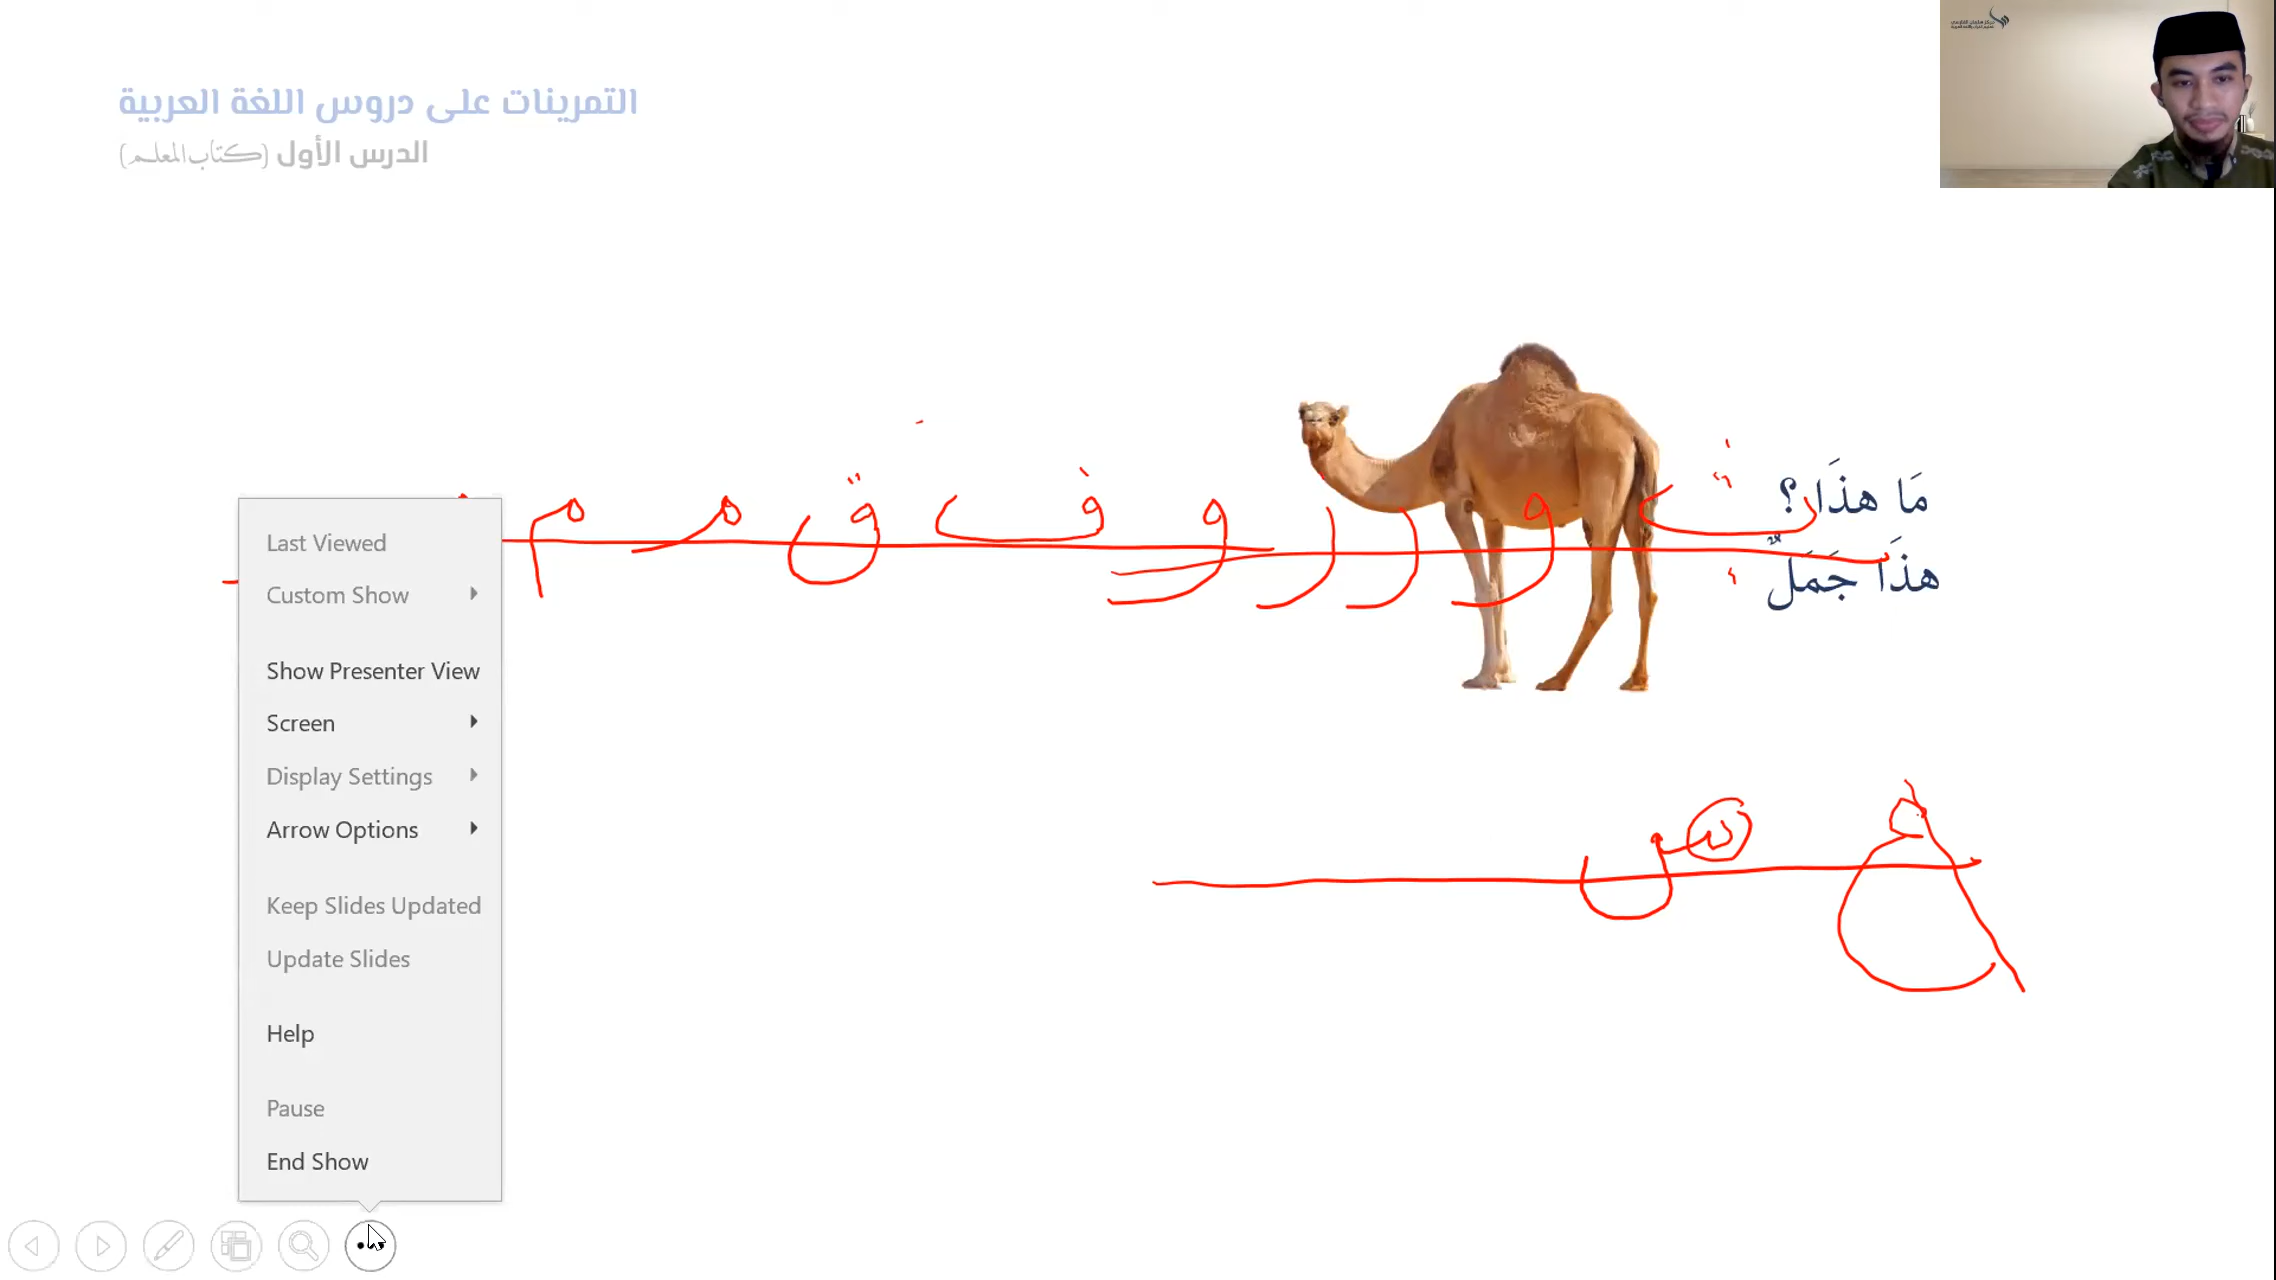 التمرينات على دروس اللغة العربية
الدرس الأول (كتاب المعلم)
مَا هذَا؟
هذَا جَمَلٌ
م مـ ق ف و ر ر و
Last Viewed
Custom Show
Show Presenter View
Screen
Display Settings
Arrow Options
Keep Slides Updated
Update Slides
Help
Pause
End Show